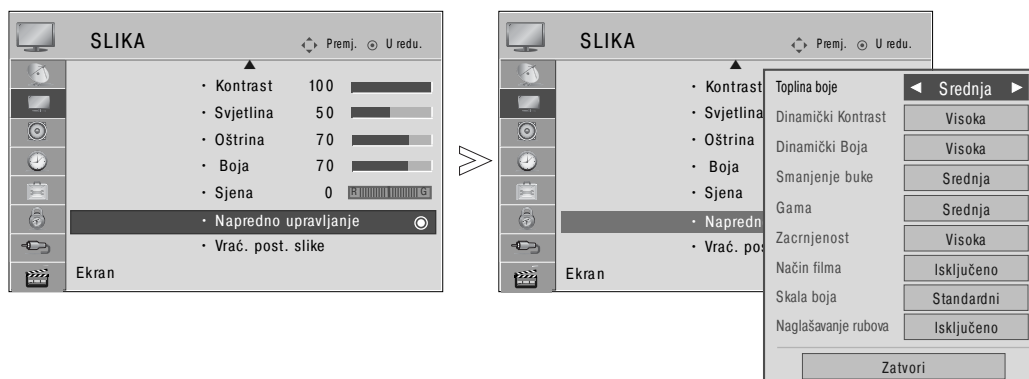 SLIKA
Premj. U redu.
• Kontrast 100
• Svjetlina 50
• Oštrina 70
• Boja 70
• Sjena 0 R G
• Napredno upravljanje
• Vrać. post. slike
Ekran
SLIKA
Premj. U redu.
• Kontrast
• Svjetlina
• Oštrina
• Boja
• Sjena
• Napredn
• Vrać. pos
Ekran
Toplina boje ◀ Srednja ▶
Dinamički Kontrast Visoka
Dinamički Boja Visoka
Smanjenje buke Srednja
Gama Srednja
Zacrnjenost Visoka
Način filma Isključeno
Skala boja Standardni
Naglašavanje rubova Isključeno
Zatvori